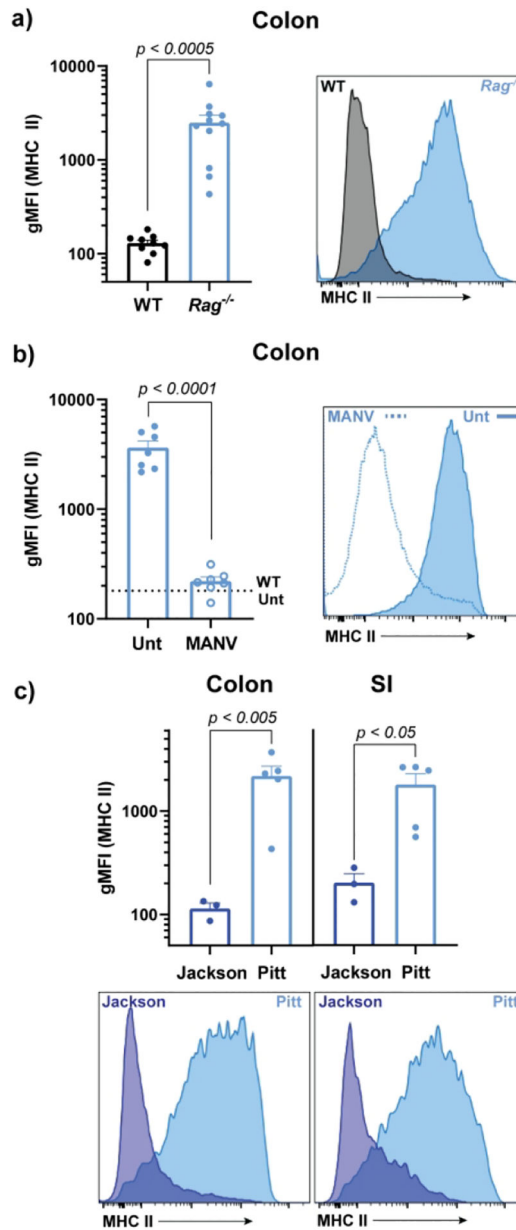 a)
Colon
p < 0.0005
10000
1000
100
gMFI (MHC II)
WT
Rag-/-
WT
Rag-/-
MHC II
b)
Colon
p < 0.0001
10000
1000
100
gMFI (MHC II)
WT
Unt
Unt
MANV
MANV
Unt
MHC II
c)
Colon
SI
p < 0.005
p < 0.05
1000
100
gMFI (MHC II)
Jackson Pitt
Jackson Pitt
Jackson
Pitt
Jackson
Pitt
MHC II
MHC II